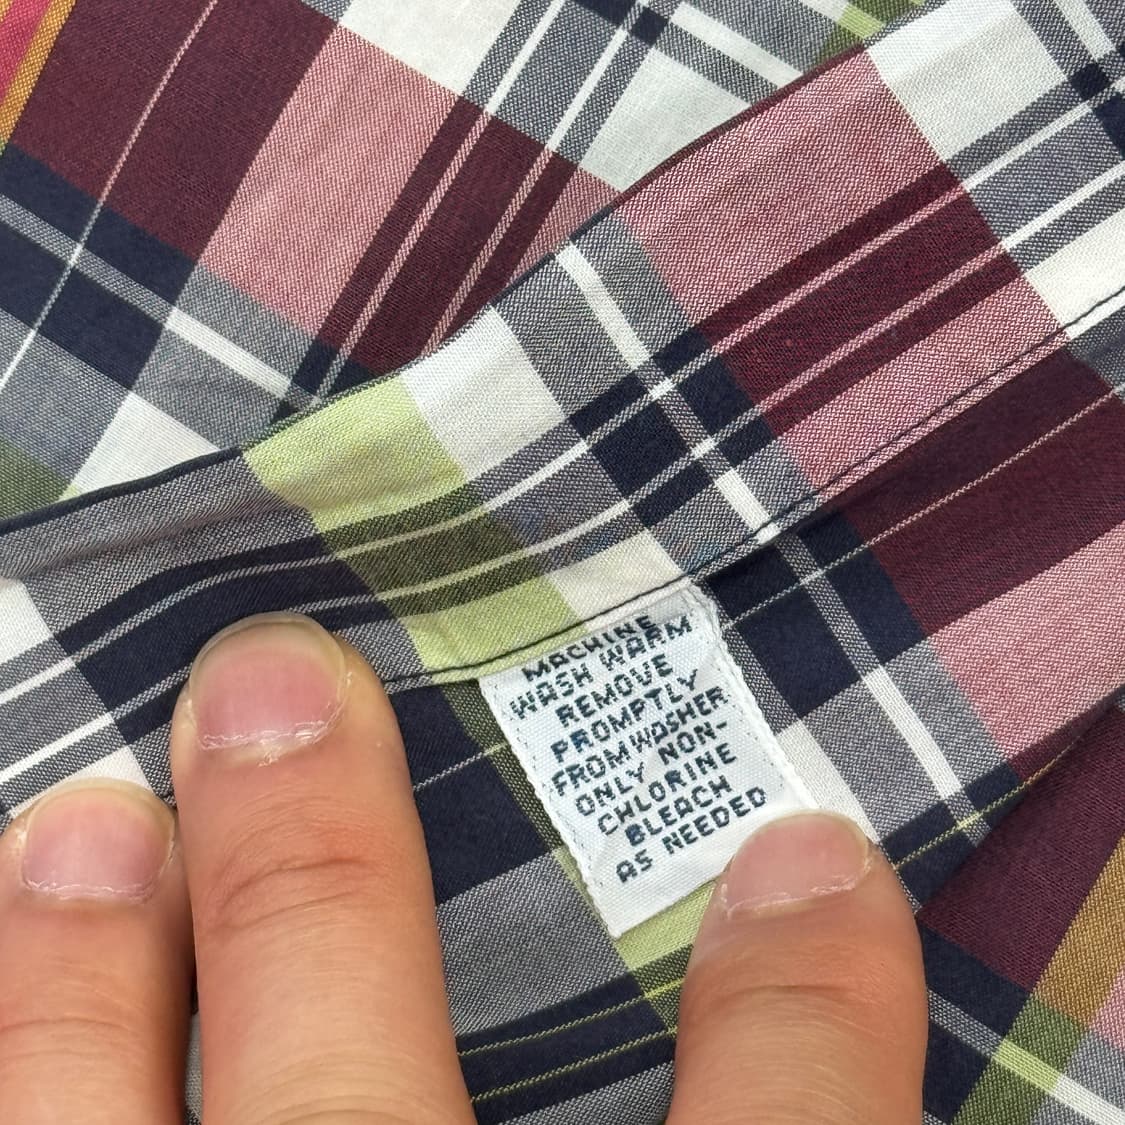 MACHINE
WASH WARM
REMOVE
PROMPTLY
FROM WASHER
ONLY NON-
CHLORINE
BLEACH
AS NEEDED